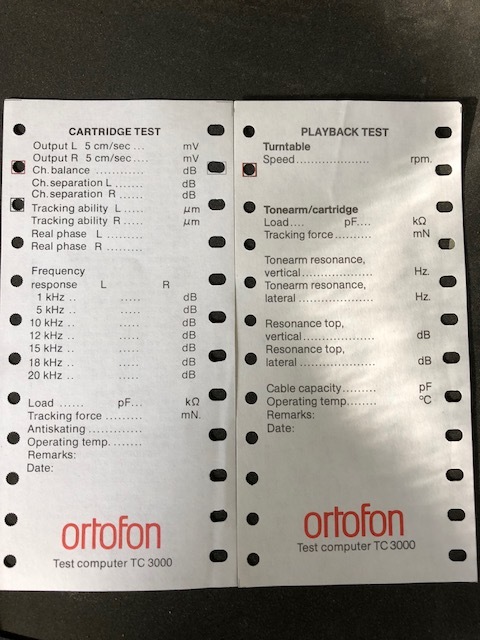 CARTRIDGE TEST
Output L 5 cm/sec ... mV
Output R 5 cm/sec.... mV
Ch. balance ............ dB
Ch. separation L ....... dB
Ch. separation R ...... dB
Tracking ability L ..... µm
Tracking ability R ..... µm
Real phase L .........
Real phase R .........
Frequency
response L R
1 kHz .. ..... dB
5 kHz .. ..... dB
10 kHz .. ..... dB
12 kHz .. ..... dB
15 kHz .. ..... dB
18 kHz .. ..... dB
20 kHz .. ..... dB
Load ...... pF... kΩ
Tracking force ......... mN.
Antiskating .............
Operating temp. .......
Remarks:
Date:
ortofon
Test computer TC 3000
PLAYBACK TEST
Turntable
Speed .................. rpm.
Tonearm/cartridge
Load .... pF.... kΩ
Tracking force .......... mN
Tonearm resonance,
vertical ................. Hz.
Tonearm resonance,
lateral ................... Hz.
Resonance top,
vertical ................. dB
Resonance top,
lateral ................... dB
Cable capacity ......... pF
Operating temp. ....... ºC
Remarks:
Date:
ortofon
Test computer TC 3000